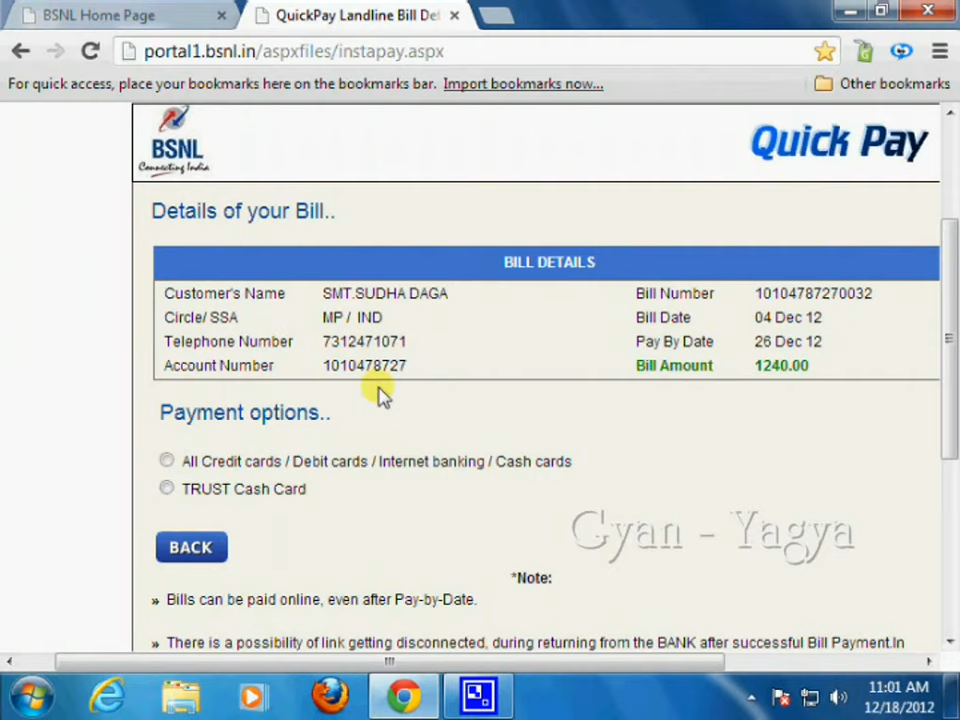 BSNL Home Page
QuickPay Landline Bill Det
portal1.bsnl.in/aspxfiles/instapay.aspx
For quick access, place your bookmarks here on the bookmarks bar. Import bookmarks now...
Other bookmarks
BSNL
Connecting India
Quick Pay
Details of your Bill..
BILL DETAILS
Customer's Name SMT.SUDHA DAGA Bill Number 10104787270032
Circle/ SSA MP / IND Bill Date 04 Dec 12
Telephone Number 7312471071 Pay By Date 26 Dec 12
Account Number 1010478727 Bill Amount 1240.00
Payment options..
All Credit cards / Debit cards / Internet banking / Cash cards
TRUST Cash Card
Gyan - Yagya
BACK
*Note:
» Bills can be paid online, even after Pay-by-Date.
» There is a possibility of link getting disconnected, during returning from the BANK after successful Bill Payment.In
11:01 AM
12/18/2012